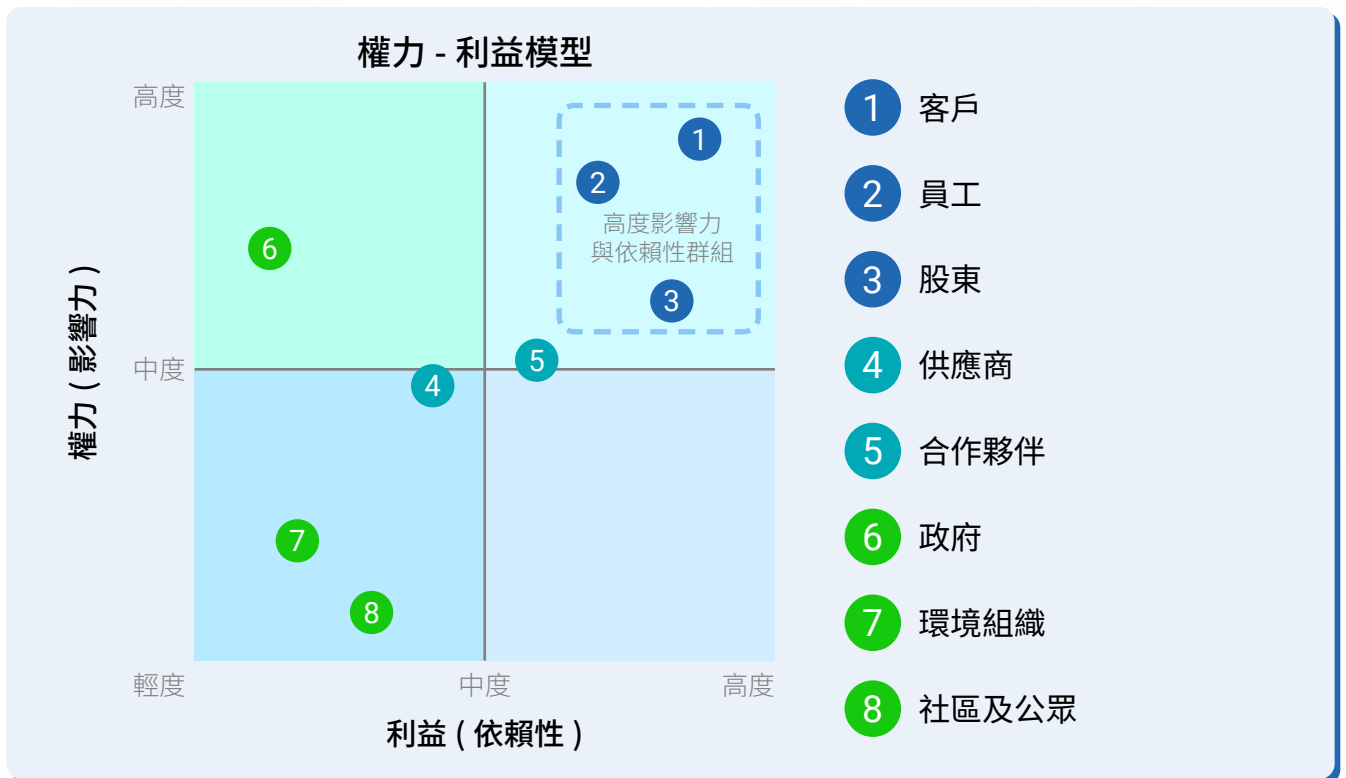 權力 - 利益模型
高度
1
2
高度影響力
與依賴性群組
6
3
權力 ( 影響力 )
中度
5
4
7
8
輕度
中度
高度
利益 ( 依賴性 )
1 客戶
2 員工
3 股東
4 供應商
5 合作夥伴
6 政府
7 環境組織
8 社區及公眾